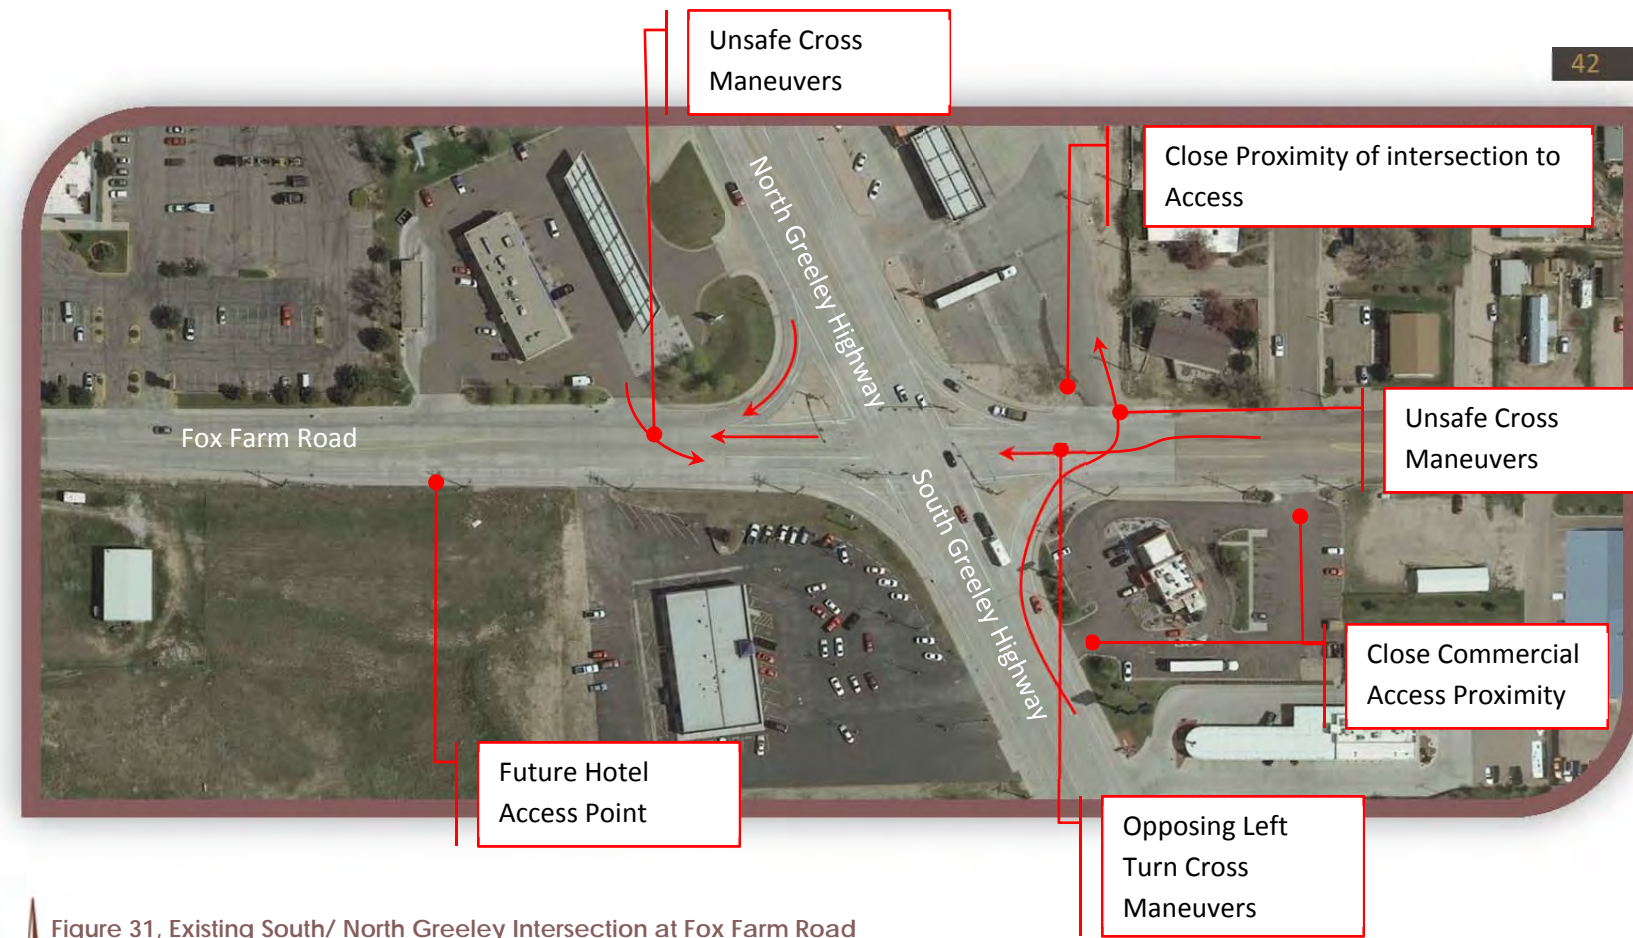 Unsafe Cross
Maneuvers
42
Close Proximity of intersection to
Access
North Greeley Highway
Fox Farm Road
Unsafe Cross
Maneuvers
South Greeley Highway
Close Commercial
Access Proximity
Future Hotel
Access Point
Opposing Left
Turn Cross
Maneuvers
Figure 31, Existing South/ North Greeley Intersection at Fox Farm Road